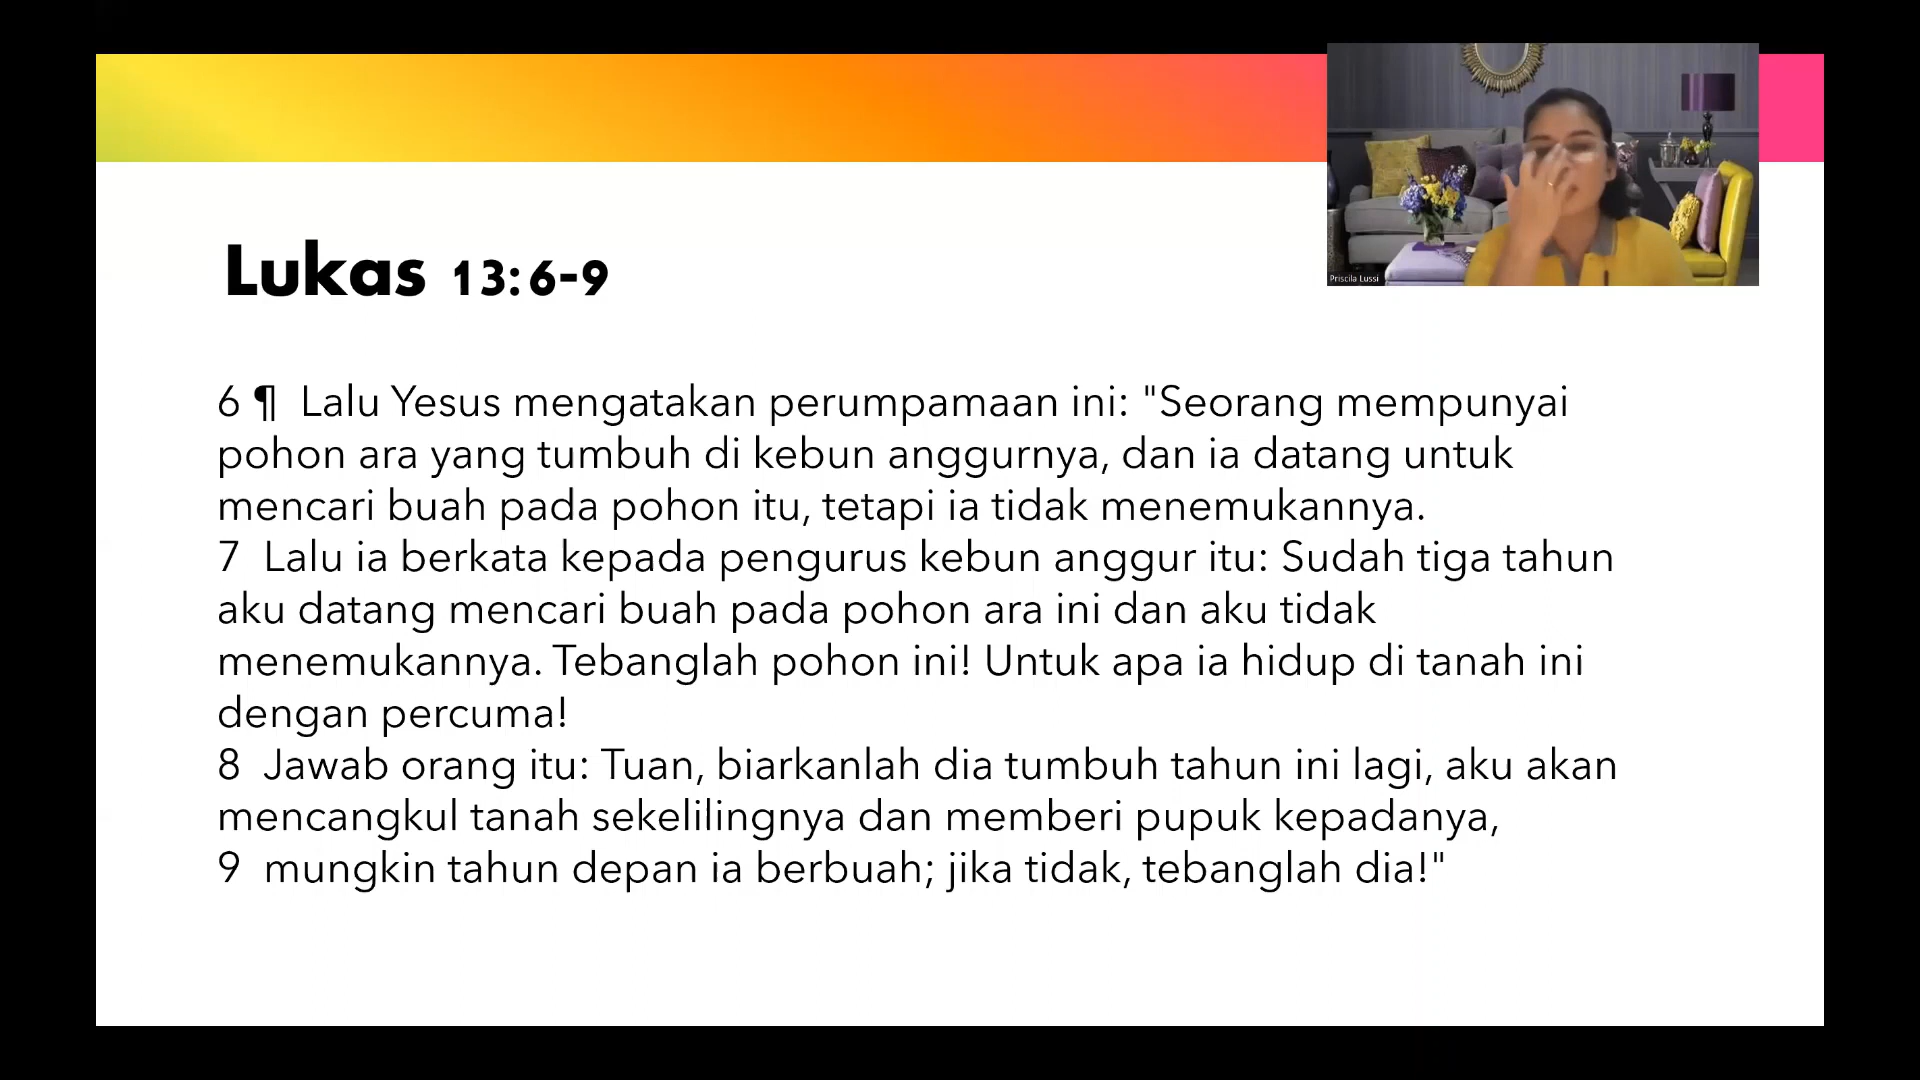 Priscila Lussi
Lukas 13:6-9
6 ¶ Lalu Yesus mengatakan perumpamaan ini: "Seorang mempunyai
pohon ara yang tumbuh di kebun anggurnya, dan ia datang untuk
mencari buah pada pohon itu, tetapi ia tidak menemukannya.
7 Lalu ia berkata kepada pengurus kebun anggur itu: Sudah tiga tahun
aku datang mencari buah pada pohon ara ini dan aku tidak
menemukannya. Tebanglah pohon ini! Untuk apa ia hidup di tanah ini
dengan percuma!
8 Jawab orang itu: Tuan, biarkanlah dia tumbuh tahun ini lagi, aku akan
mencangkul tanah sekelilingnya dan memberi pupuk kepadanya,
9 mungkin tahun depan ia berbuah; jika tidak, tebanglah dia!"